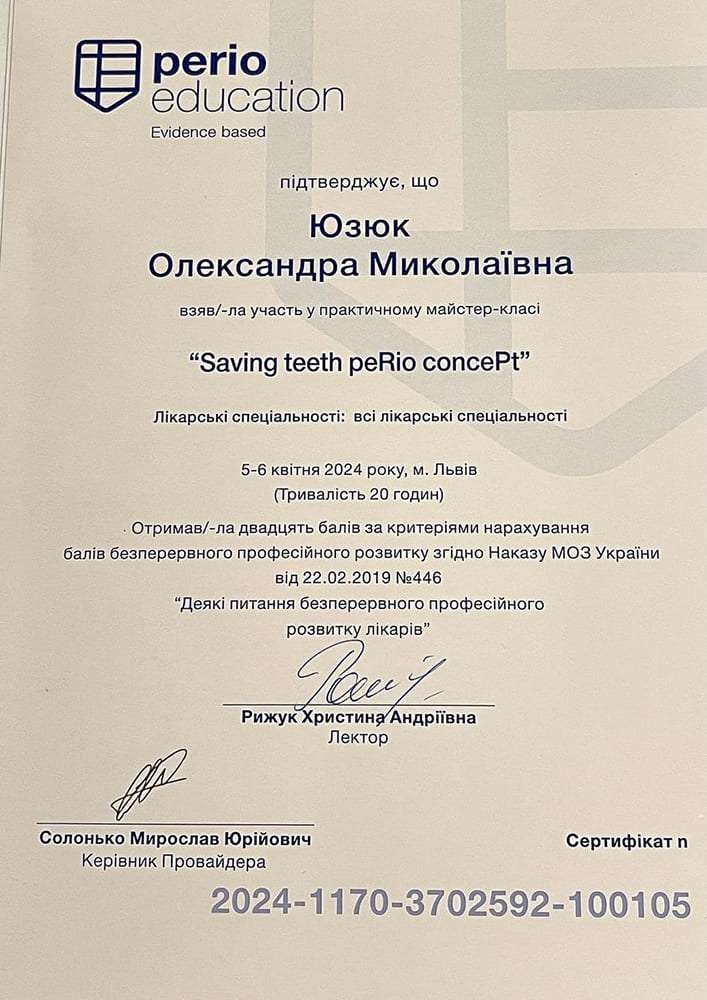 perio
education
Evidence based
підтверджує, що
Юзюк
Олександра Миколаївна
взяв/-ла участь у практичному майстер-класі
“Saving teeth peRio concePt”
Лікарські спеціальності: всі лікарські спеціальності
5-6 квітня 2024 року, м. Львів
(Тривалість 20 годин)
Отримав/-ла двадцять балів за критеріями нарахування
балів безперервного професійного розвитку згідно Наказу МОЗ України
від 22.02.2019 №446
“Деякі питання безперервного професійного
розвитку лікарів”
Рижук Христина Андріївна
Лектор
Солонько Мирослав Юрійович
Керівник Провайдера
Сертифікат n
2024-1170-3702592-100105